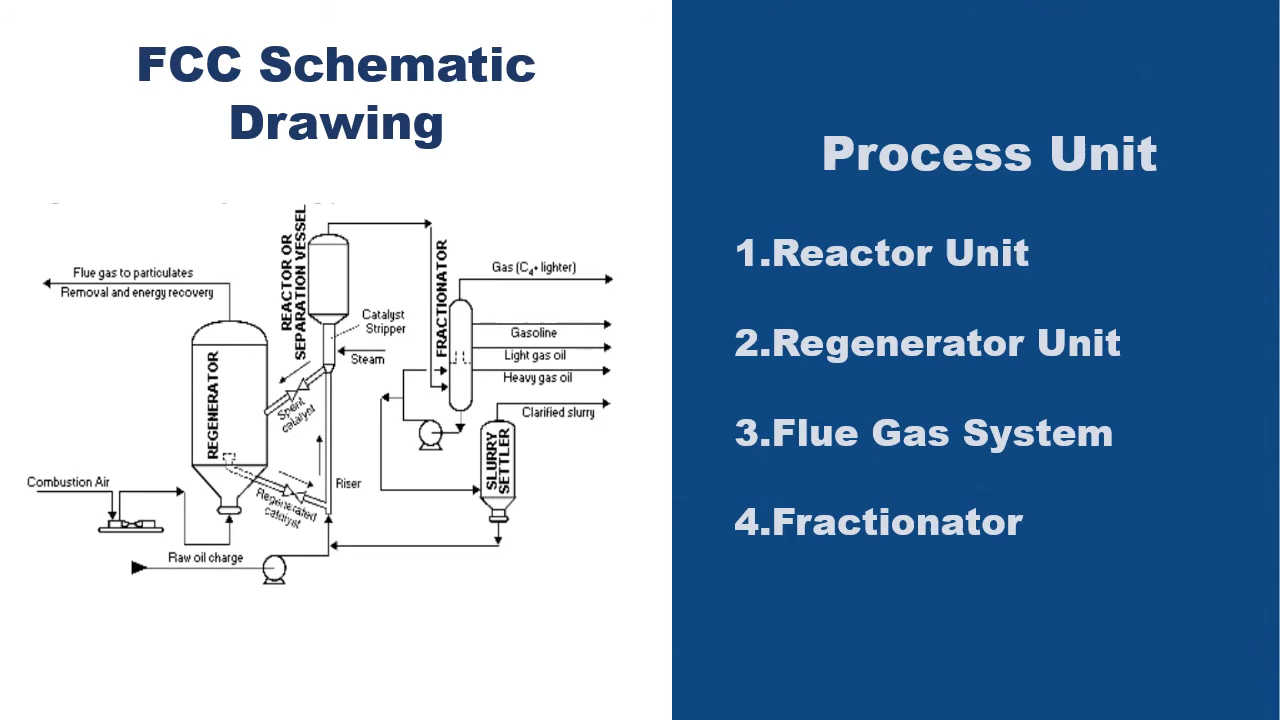 FCC Schematic
Drawing
Process Unit
1.Reactor Unit
2.Regenerator Unit
3.Flue Gas System
4.Fractionator
REACTOR OR
SEPARATION VESSEL
FRACTIONATOR
Flue gas to particulates
Removal and energy recovery
Gas (C4+ lighter)
Catalyst
Stripper
Steam
Gasoline
Light gas oil
Heavy gas oil
Clarified slurry
REGENERATOR
Spent
catalyst
SLURRY
SETTLER
Combustion Air
Riser
Regenerated
catalyst
Raw oil charge